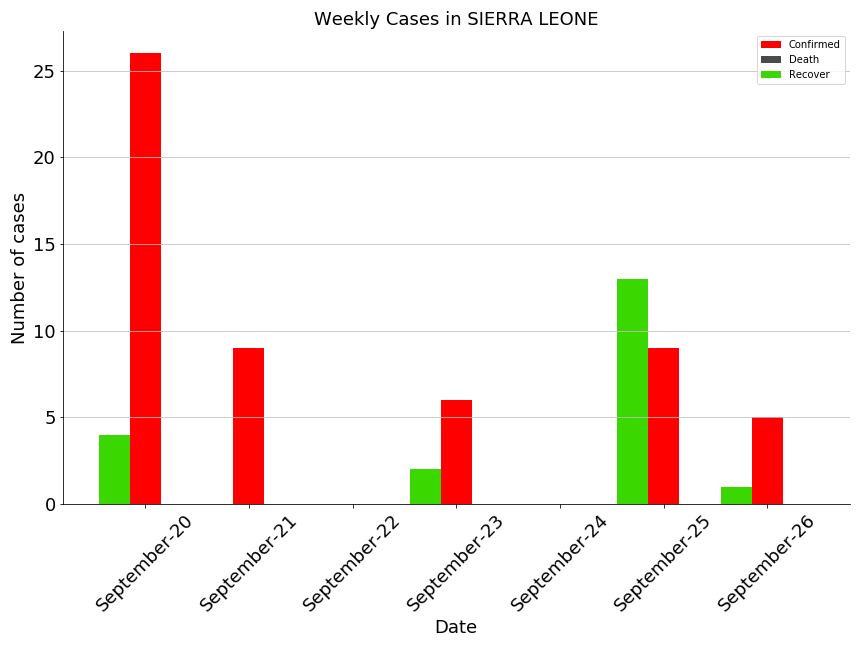 Weekly Cases in SIERRA LEONE
Confirmed
Death
Recover
Number of cases
25
20
15
10
5
0
September-20
September-21
September-22
September-23
September-24
September-25
September-26
Date